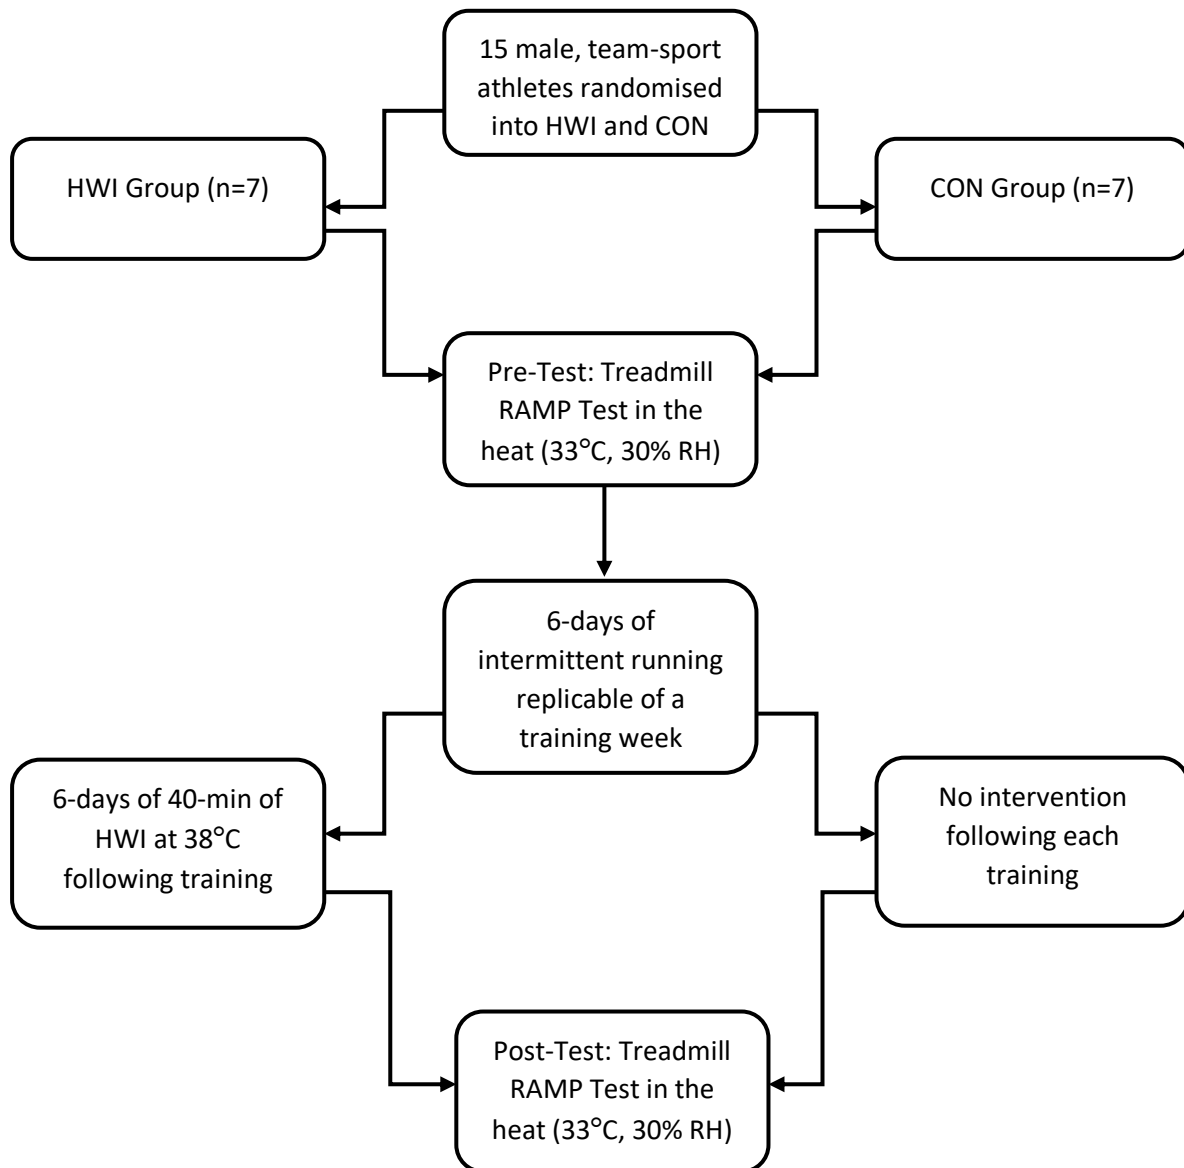 15 male, team-sport
athletes randomised
into HWI and CON
HWI Group (n=7)
CON Group (n=7)
Pre-Test: Treadmill
RAMP Test in the
heat (33°C, 30% RH)
6-days of
intermittent running
replicable of a
training week
6-days of 40-min of
HWI at 38°C
following training
No intervention
following each
training
Post-Test: Treadmill
RAMP Test in the
heat (33°C, 30% RH)